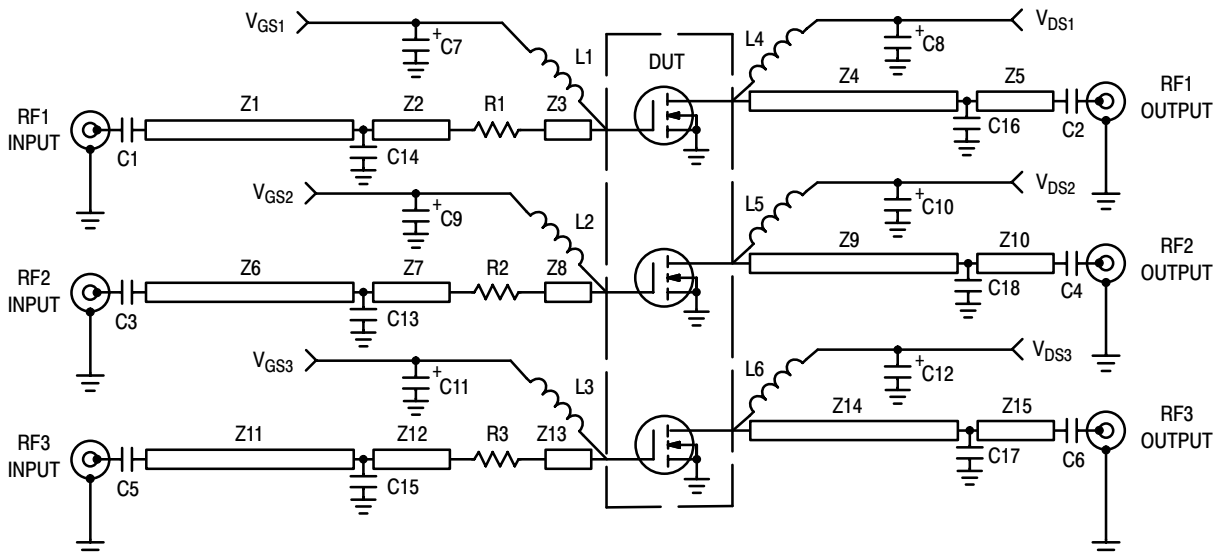 VGS1
+
C7
L1
L4
+
C8
VDS1
DUT
RF1
INPUT
C1
Z1
C14
Z2
R1
Z3
Z4
C16
Z5
C2
RF1
OUTPUT
VGS2
+
C9
L2
L5
+
C10
VDS2
RF2
INPUT
C3
Z6
C13
Z7
R2
Z8
Z9
C18
Z10
C4
RF2
OUTPUT
VGS3
+
C11
L3
L6
+
C12
VDS3
RF3
INPUT
C5
Z11
C15
Z12
R3
Z13
Z14
C17
Z15
C6
RF3
OUTPUT